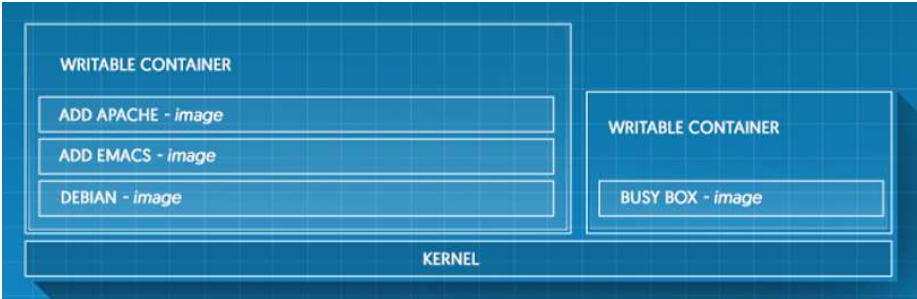 WRITABLE CONTAINER
ADD APACHE - image
ADD EMACS - image
DEBIAN - image
WRITABLE CONTAINER
BUSY BOX - image
KERNEL